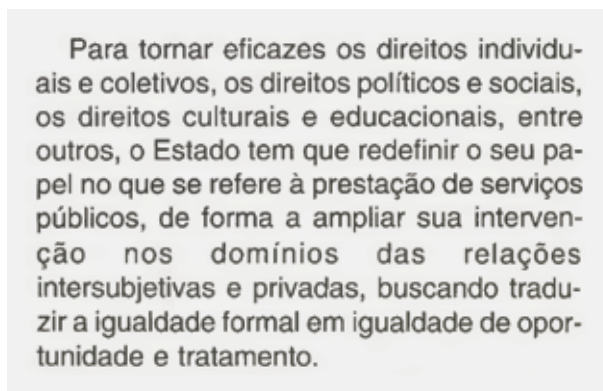 Para tornar eficazes os direitos individu-
ais e coletivos, os direitos políticos e sociais,
os direitos culturais e educacionais, entre
outros, o Estado tem que redefinir o seu pa-
pel no que se refere à prestação de serviços
públicos, de forma a ampliar sua interven-
ção nos domínios das relações
intersubjetivas e privadas, buscando tradu-
zir a igualdade formal em igualdade de opor-
tunidade e tratamento.